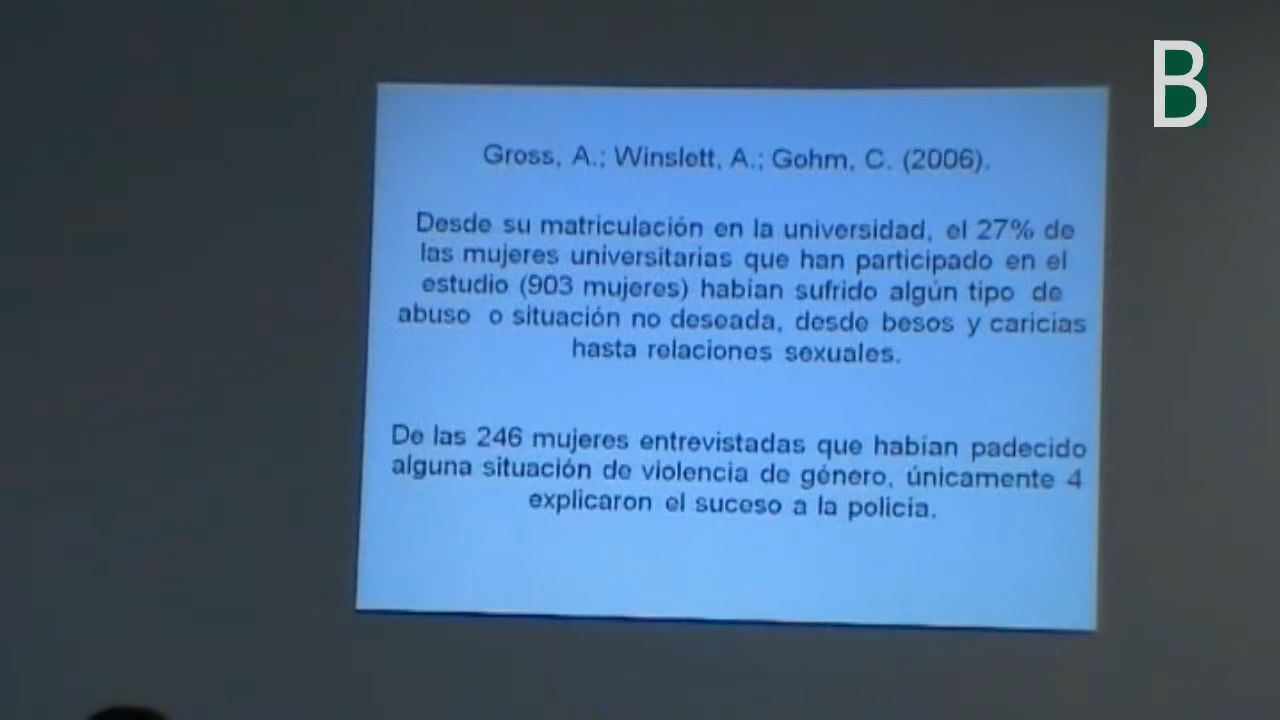 B
Gross, A.; Winslett, A.; Gohm, C. (2006).
Desde su matriculación en la universidad, el 27% de
las mujeres universitarias que han participado en el
estudio (903 mujeres) habían sufrido algún tipo de
abuso o situación no deseada, desde besos y caricias
hasta relaciones sexuales.
De las 246 mujeres entrevistadas que habían padecido
alguna situación de violencia de género, únicamente 4
explicaron el suceso a la policía.